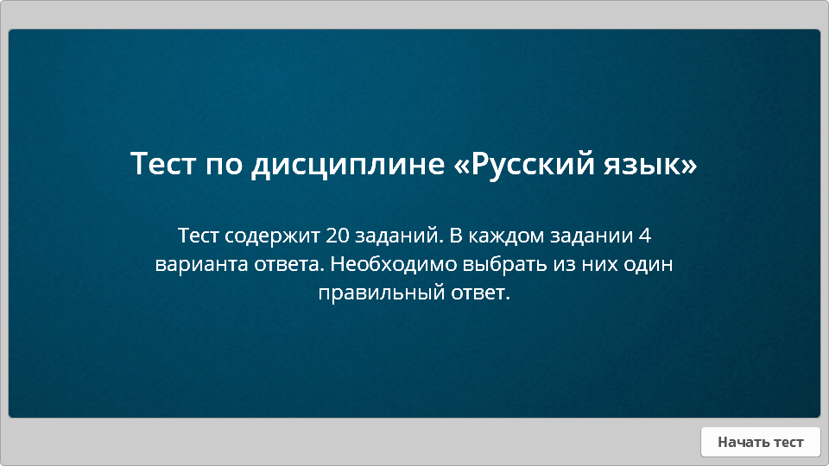 Тест по дисциплине «Русский язык»
Тест содержит 20 заданий. В каждом задании 4
варианта ответа. Необходимо выбрать из них один
правильный ответ.
Начать тест